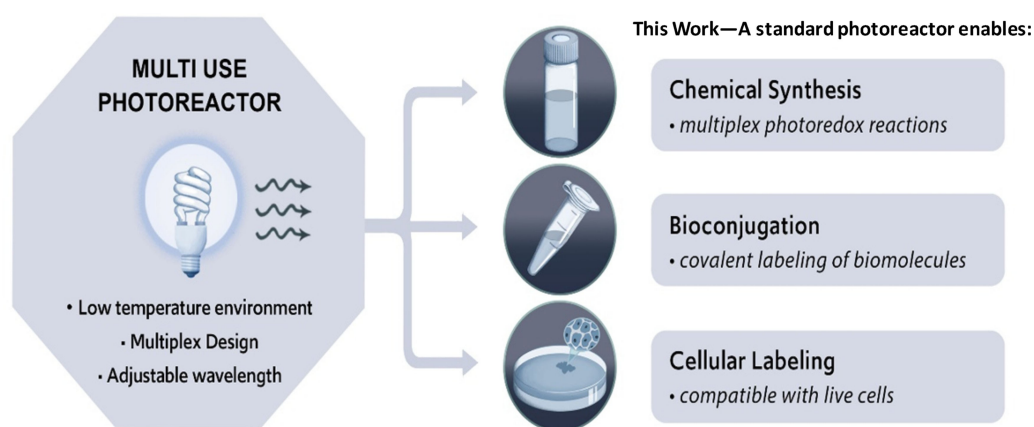 This Work—A standard photoreactor enables:
MULTI USE
PHOTOREACTOR
• Low temperature environment
• Multiplex Design
• Adjustable wavelength
Chemical Synthesis
• multiplex photoredox reactions
Bioconjugation
• covalent labeling of biomolecules
Cellular Labeling
• compatible with live cells